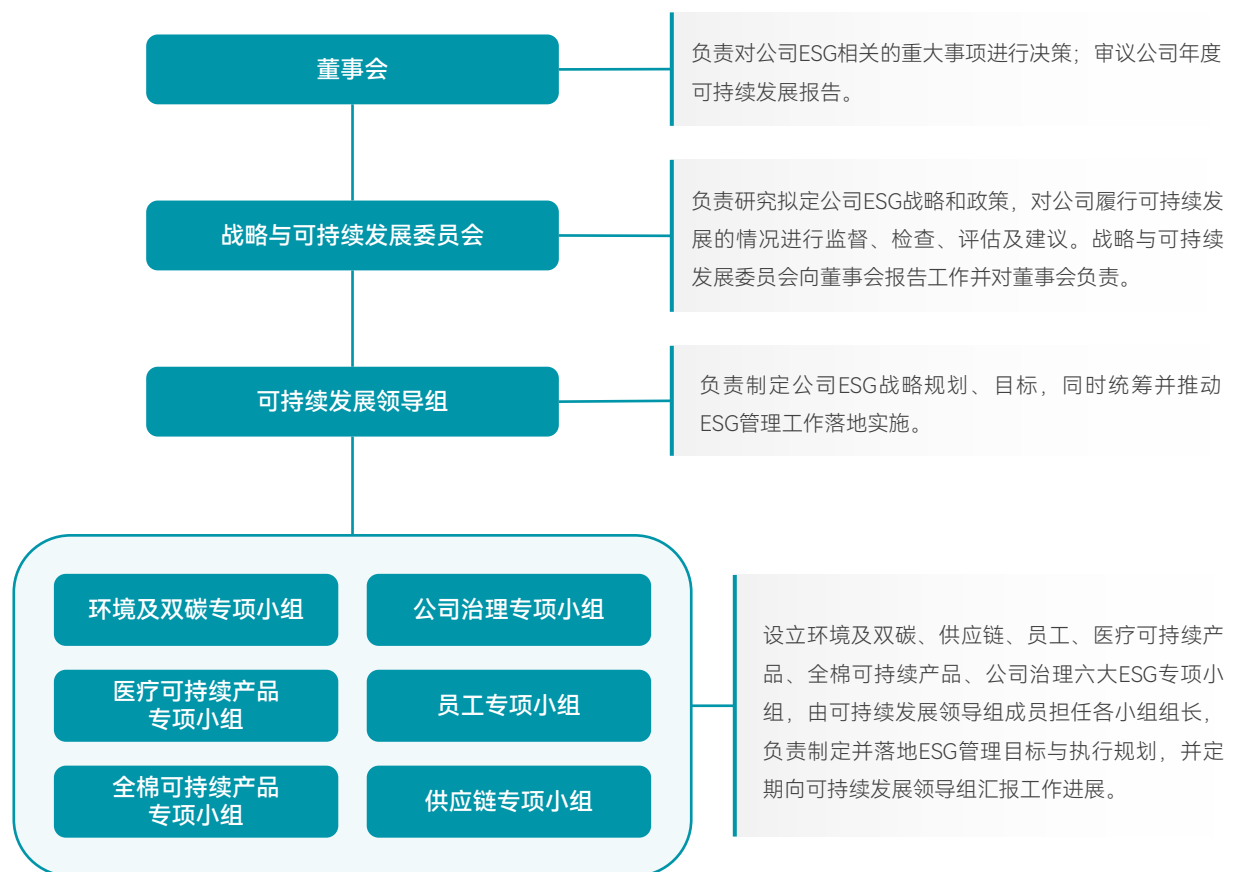 董事会
负责对公司ESG相关的重大事项进行决策；审议公司年度
可持续发展报告。
战略与可持续发展委员会
负责研究拟定公司ESG战略和政策，对公司履行可持续发
展的情况进行监督、检查、评估及建议。战略与可持续
发展委员会向董事会报告工作并对董事会负责。
可持续发展领导组
负责制定公司ESG战略规划、目标，同时统筹并推动
ESG管理工作落地实施。
环境及双碳专项小组
公司治理专项小组
医疗可持续产品
专项小组
员工专项小组
全棉可持续产品
专项小组
供应链专项小组
设立环境及双碳、供应链、员工、医疗可持续产
品、全棉可持续产品、公司治理六大ESG专项小
组，由可持续发展领导组成员担任各小组组长，
负责制定并落地ESG管理目标与执行规划，并定
期向可持续发展领导组汇报工作进展。